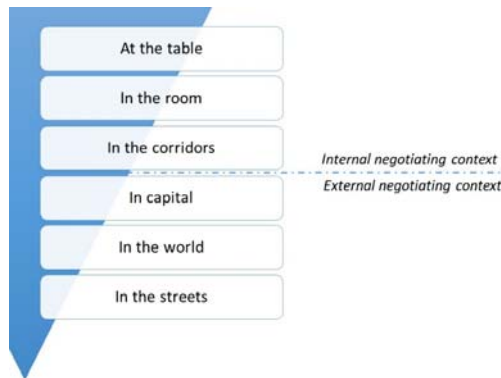 At the table
In the room
In the corridors
Internal negotiating context
External negotiating context
In capital
In the world
In the streets